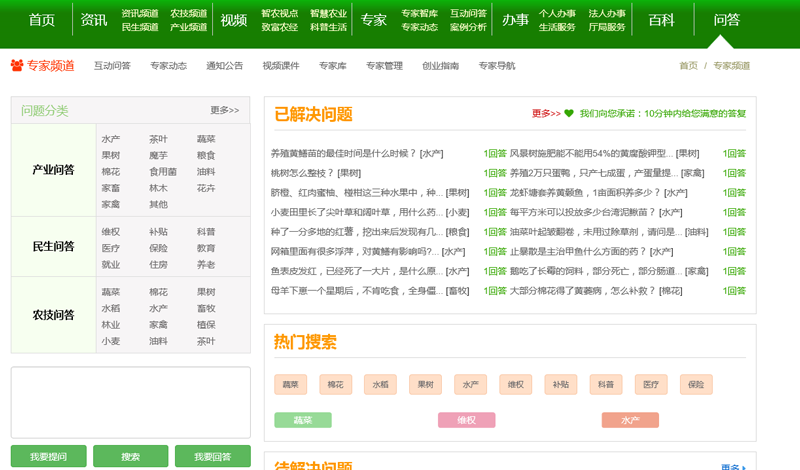 首页 资讯 资讯频道 农技频道 视频 智农视点 智慧农业 专家 专家智库 互动问答 办事 个人办事 法人办事 百科 问答
民生频道 产业频道 致富农经 科普生活 专家动态 案例分析 生活服务 厅局服务
专家频道 互动问答 专家动态 通知公告 视频课件 专家库 专家管理 创业指南 专家导航 首页 / 专家频道
问题分类 更多>>
产业问答
水产 茶叶 蔬菜
果树 魔芋 粮食
棉花 食用菌 油料
家畜 林木 花卉
家禽 其他
民生问答
维权 补贴 科普
医疗 保险 教育
就业 住房 养老
农技问答
蔬菜 棉花 果树
水稻 水产 畜牧
林业 家禽 植保
小麦 油料 茶叶
我要提问 搜索 我要回答
已解决问题 更多>> 我们向您承诺：10分钟内给您满意的答复
养殖黄鳝苗的最佳时间是什么时候？ [水产] 1回答 风景树施肥能不能用54%的黄腐酸钾型... [果树] 1回答
桃树怎么整枝？ [果树] 1回答 养殖2万只蛋鸭，只产七成蛋，产蛋量提... [家禽] 1回答
脐橙、红肉蜜柚、椪柑这三种水果中，种... [果树] 1回答 龙虾塘套养黄颡鱼，1亩面积养多少？ [水产] 1回答
小麦田里长了尖叶草和阔叶草，用什么药... [小麦] 1回答 每平方米可以投放多少台湾泥鳅苗？ [水产] 1回答
种了一分多地的红薯，挖出来后发现有几... [粮食] 1回答 油菜叶起皱翻卷，未用过除草剂，请问是... [油料] 1回答
网箱里面有很多浮萍，对黄鳝有影响吗?... [水产] 1回答 止暴散是主治甲鱼什么方面的药？ [水产] 1回答
鱼表皮发红，已经死了一大片，是什么原... [水产] 1回答 鹅吃了长霉的饲料，部分死亡，部分肠道... [家禽] 1回答
母羊下崽一个星期后，不肯吃食，全身僵... [畜牧] 1回答 大部分棉花得了黄萎病，怎么补救？ [棉花] 1回答
热门搜索
蔬菜 棉花 水稻 果树 水产 维权 补贴 科普 医疗 保险
蔬菜 维权 水产
待解决问题 更多